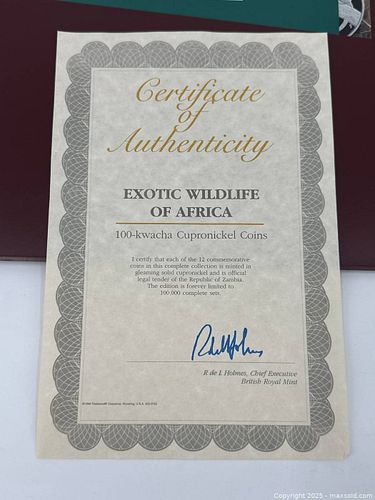 Certificate
of
Authenticity
EXOTIC WILDLIFE
OF AFRICA
100-kwacha Cupronickel Coins
I certify that each of the 12 commemorative
coins in this complete collection is minted in
gleaming solid cupronickel and is official
legal tender of the Republic of Zambia.
The edition is forever limited to
100,000 complete sets.
R de L Holmes, Chief Executive
British Royal Mint
Copyright 2025 - maxsold.com